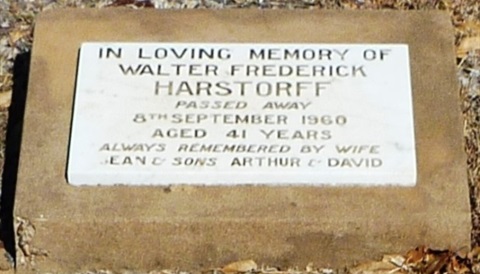 IN LOVING MEMORY OF
WALTER FREDERICK
HARSTORFF
PASSED AWAY
8TH SEPTEMBER 1960
AGED 41 YEARS
ALWAYS REMEMBERED BY WIFE
JEAN & SONS ARTHUR & DAVID